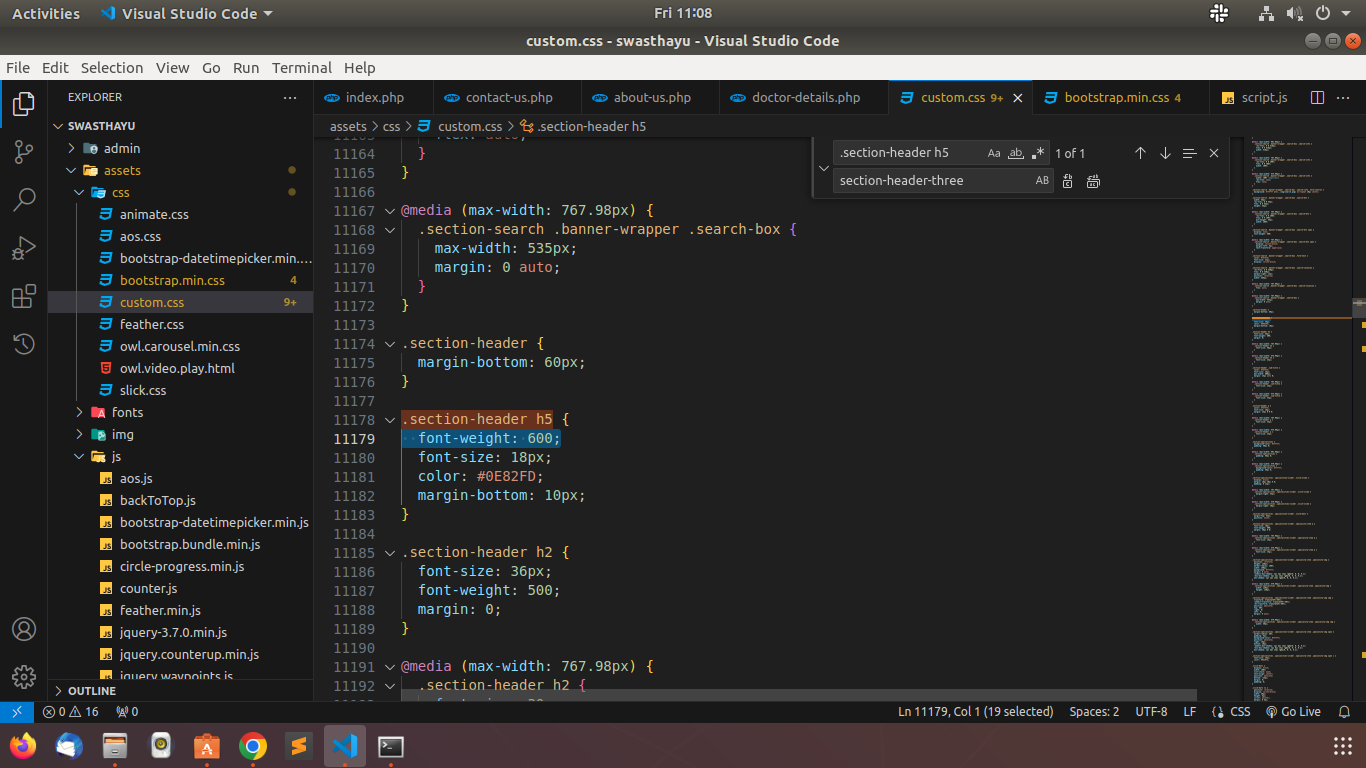 Activities Visual Studio Code Fri 11:08
custom.css - swasthayu - Visual Studio Code
File Edit Selection View Go Run Terminal Help
EXPLORER
SWASTHAYU
admin
assets
css
animate.css
aos.css
bootstrap-datetimepicker.min....
bootstrap.min.css 4
custom.css 9+
feather.css
owl.carousel.min.css
owl.video.play.html
slick.css
fonts
img
js
aos.js
backToTop.js
bootstrap-datetimepicker.min.js
bootstrap.bundle.min.js
circle-progress.min.js
counter.js
feather.min.js
jquery-3.7.0.min.js
jquery.counterup.min.js
jquery.waypoints.js
OUTLINE
index.php contact-us.php about-us.php doctor-details.php custom.css 9+ bootstrap.min.css 4 script.js
assets > css > custom.css > .section-header h5
.section-header h5 Aa ab .* 1 of 1
section-header-three AB
11163 flex: auto;
11164 }
11165 }
11166
11167 @media (max-width: 767.98px) {
11168 .section-search .banner-wrapper .search-box {
11169 max-width: 535px;
11170 margin: 0 auto;
11171 }
11172 }
11173
11174 .section-header {
11175 margin-bottom: 60px;
11176 }
11177
11178 .section-header h5 {
11179 font-weight: 600;
11180 font-size: 18px;
11181 color: #0E82FD;
11182 margin-bottom: 10px;
11183 }
11184
11185 .section-header h2 {
11186 font-size: 36px;
11187 font-weight: 500;
11188 margin: 0;
11189 }
11190
11191 @media (max-width: 767.98px) {
11192 .section-header h2 {
0 16 0 Ln 11179, Col 1 (19 selected) Spaces: 2 UTF-8 LF CSS Go Live